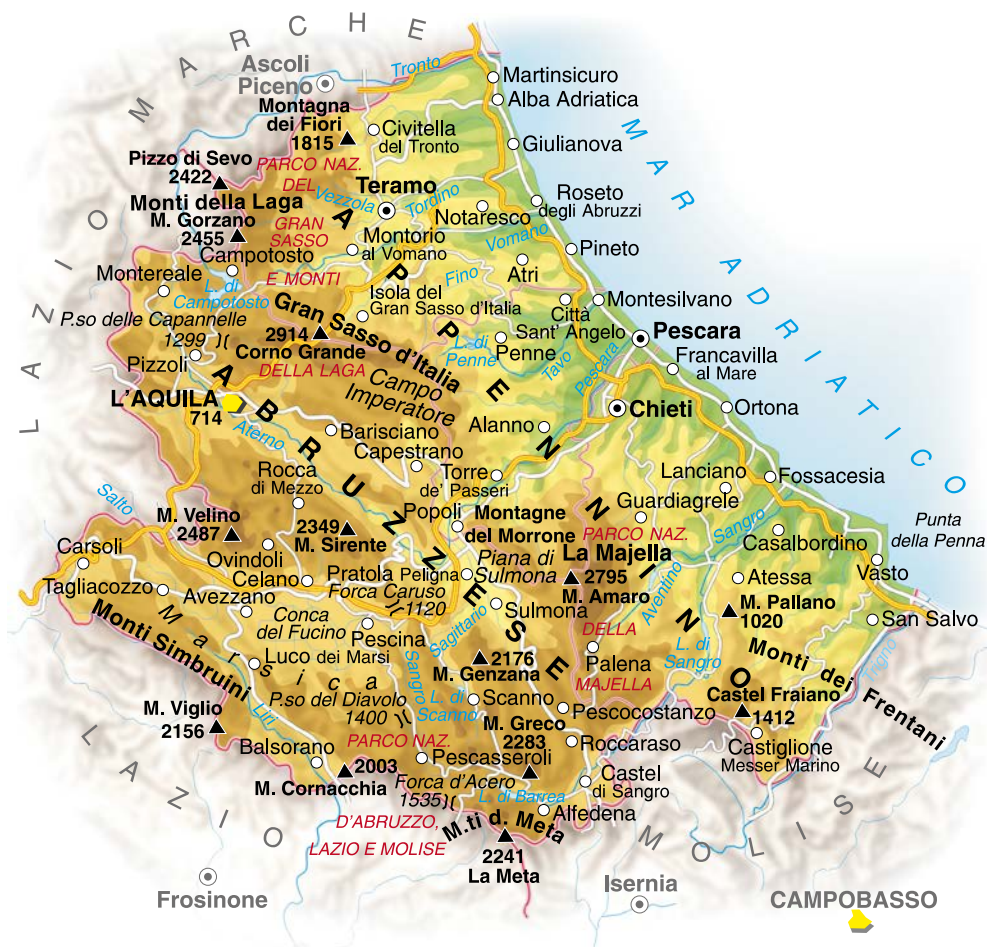 MARCHE
Ascoli
Piceno
Tronto
Martinsicuro
Alba Adriatica
Montagna
dei Fiori
1815
Civitella
del Tronto
Giulianova
MAR ADRIATICO
Pizzo di Sevo
2422
PARCO NAZ.
DEL
GRAN
SASSO
E MONTI
DELLA LAGA
Teramo
Vezzola
Tordino
Roseto
degli Abruzzi
Monti della Laga
M. Gorzano
2455
Notaresco
Montorio
al Vomano
Vomano
Pineto
Campotosto
Atri
Fino
Montereale
L. di
Campotosto
Isola del
Gran Sasso d'Italia
Città
Sant' Angelo
Montesilvano
LAZIO
P.so delle Capannelle
1299
Gran Sasso d'Italia
2914
Corno Grande
L. di
Penne
Penne
Tavo
Pescara
Pescara
Francavilla
al Mare
Pizzoli
Campo
Imperatore
L'AQUILA
714
Chieti
Ortona
APPENNINO
ABRUZZESE
Aterno
Barisciano
Alanno
Capestrano
Rocca
di Mezzo
Torre
de' Passeri
Lanciano
Fossacesia
Guardiagrele
Salto
Popoli
Montagne
del Morrone
PARCO NAZ.
DELLA
MAJELLA
Sangro
Punta
della Penna
M. Velino
2487
2349
M. Sirente
Casalbordino
Carsoli
Ovindoli
Piana di
Sulmona
La Majella
2795
M. Amaro
Vasto
Celano
Pratola
Peligna
Forca Caruso
1120
Aventino
Atessa
Tagliacozzo
Avezzano
Marsica
Conca
del Fucino
Sulmona
M. Pallano
1020
San Salvo
Monti Simbruini
Pescina
Sagittario
Trigno
Luco dei Marsi
Sangro
2176
M. Genzana
Palena
L. di
Sangro
Monti dei Frentani
P.so del Diavolo
1400
L. di
Scanno
Scanno
Castel Fraiano
1412
M. Viglio
2156
Liri
M. Greco
2283
Pescocostanzo
PARCO NAZ.
D'ABRUZZO,
LAZIO E MOLISE
Roccaraso
Castiglione
Messer Marino
Balsorano
Pescasseroli
2003
M. Cornacchia
Forca d'Acero
1535
L. di Barrea
Castel
di Sangro
Alfedena
M.ti d. Meta
LAZIO
MOLISE
2241
La Meta
Frosinone
Isernia
CAMPOBASSO